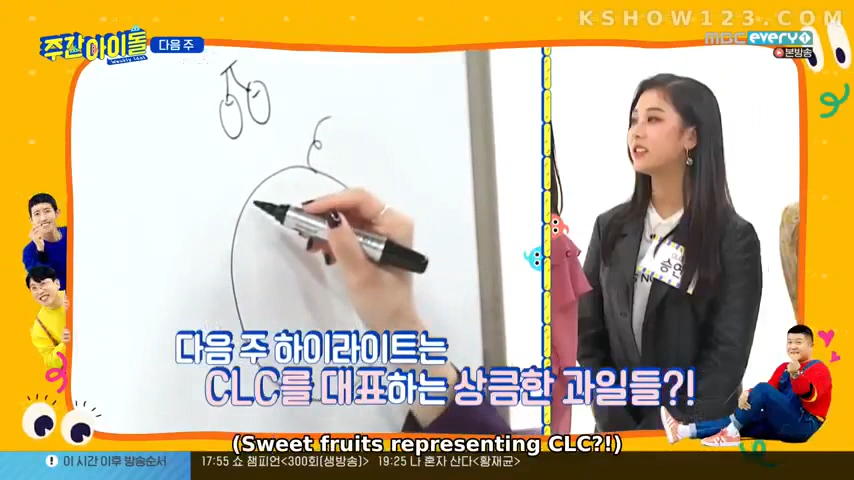 KSHOW123.COM
주간아이돌
Weekly Idol
다음 주
MBC every1
본방송
승연
다음 주 하이라이트는
CLC를 대표하는 상큼한 과일들?!
(Sweet fruits representing CLC?!)
이 시간 이후 방송순서
17:55 쇼 챔피언<300회(생방송)> 19:25 나 혼자 산다<황재균>